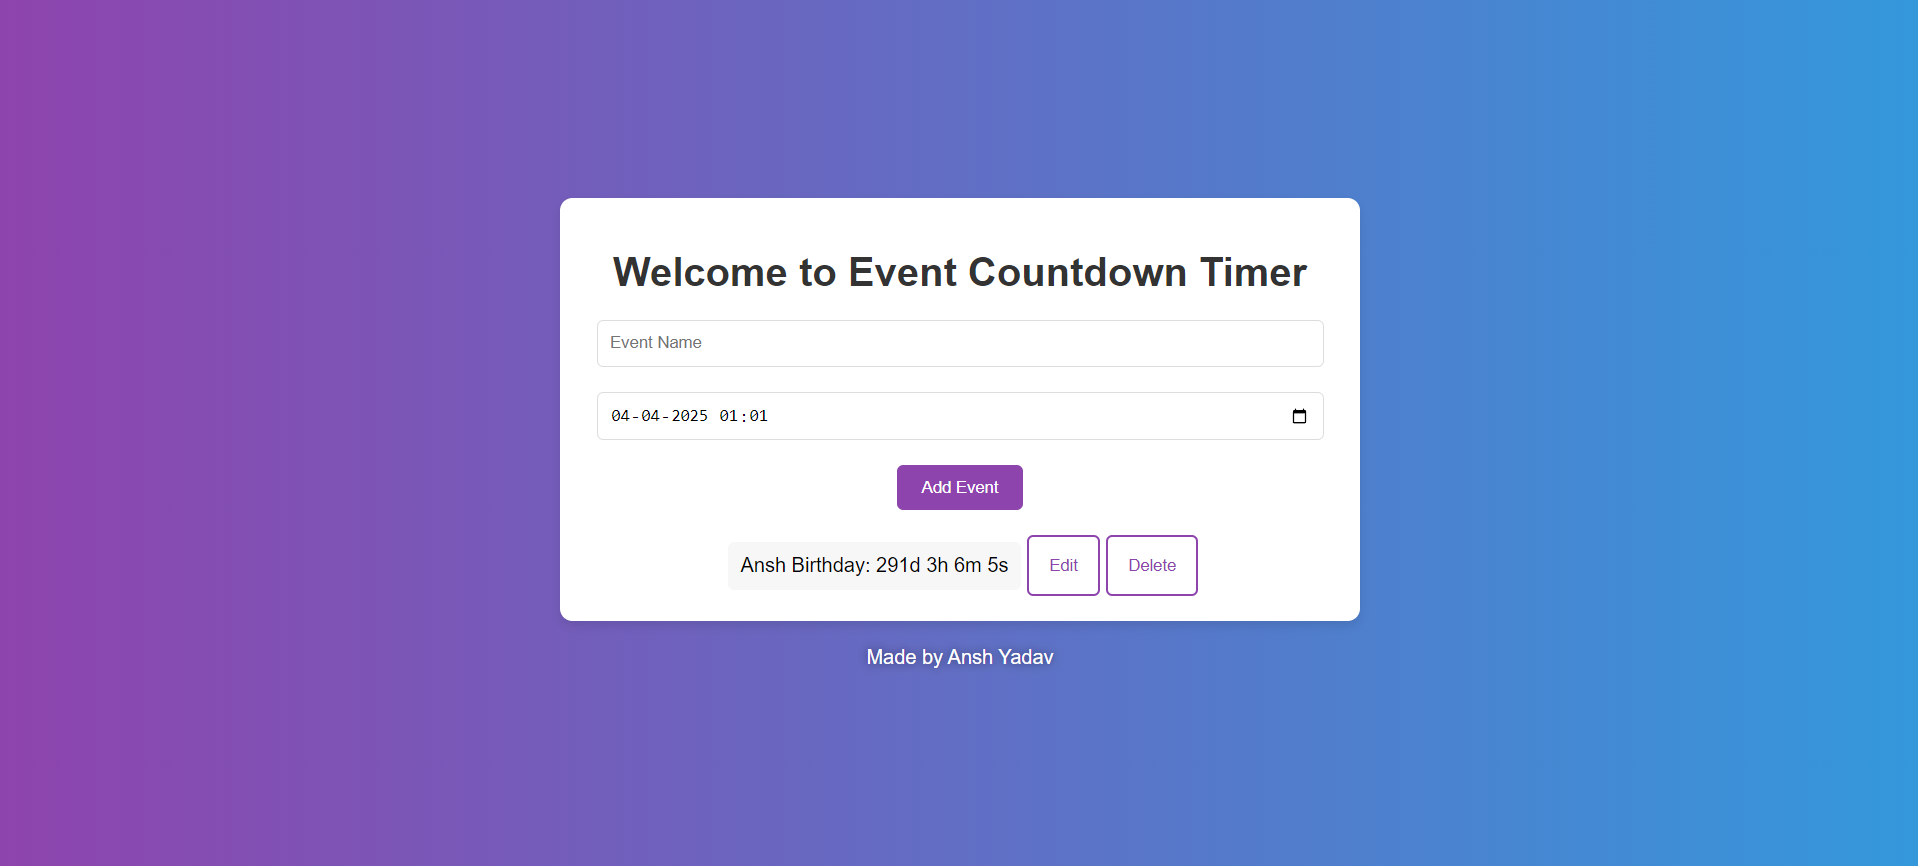 Welcome to Event Countdown Timer
Event Name
04-04-2025 01:01
Add Event
Ansh Birthday: 291d 3h 6m 5s Edit Delete
Made by Ansh Yadav